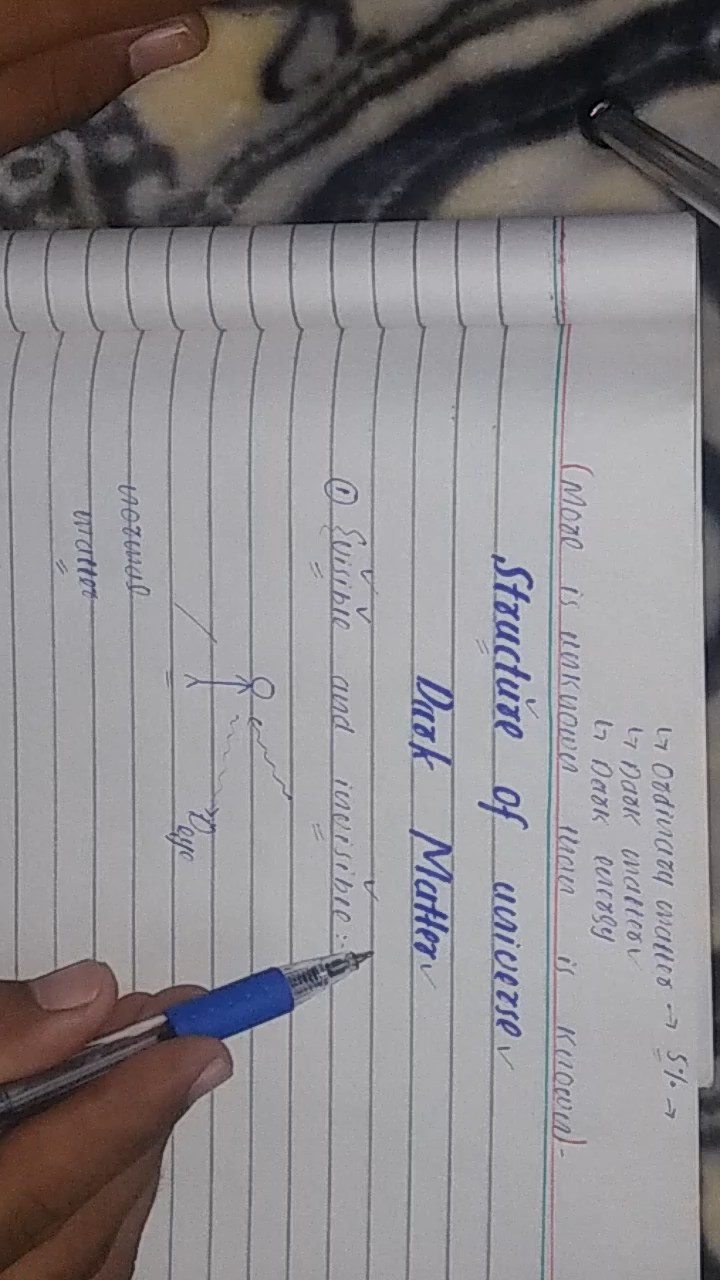 ↳ Ordinary matter → 5% →
↳ Dark matter
↳ Dark energy
(More is unknown than is known)-
Structure of universe
Dark Matter
① visible and invisible :-
eye
normal
matter